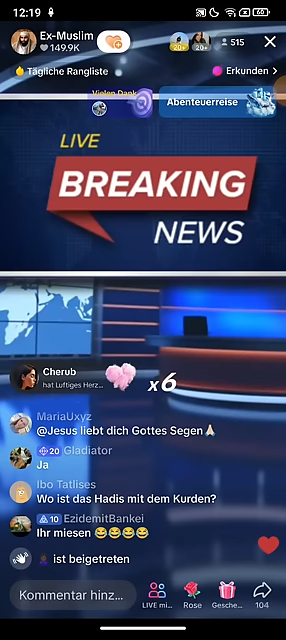 12:19
60
Ex-Muslim
149.9K
20+
20+
515
Tägliche Rangliste
Erkunden >
Vielen Dank
Abenteuerreise
LIVE
BREAKING
NEWS
Cherub
hat Luftiges Herz...
x6
MariaUxyz
@Jesus liebt dich Gottes Segen🙏🏻
20 Gladiator
Ja
Ibo Tatlises
Wo ist das Hadis mit dem Kurden?
10 EzidemitBankei
Ihr miesen 😂😂😂😂
ist beigetreten
Kommentar hinz...
LIVE mi...
Rose
Gesche...
104